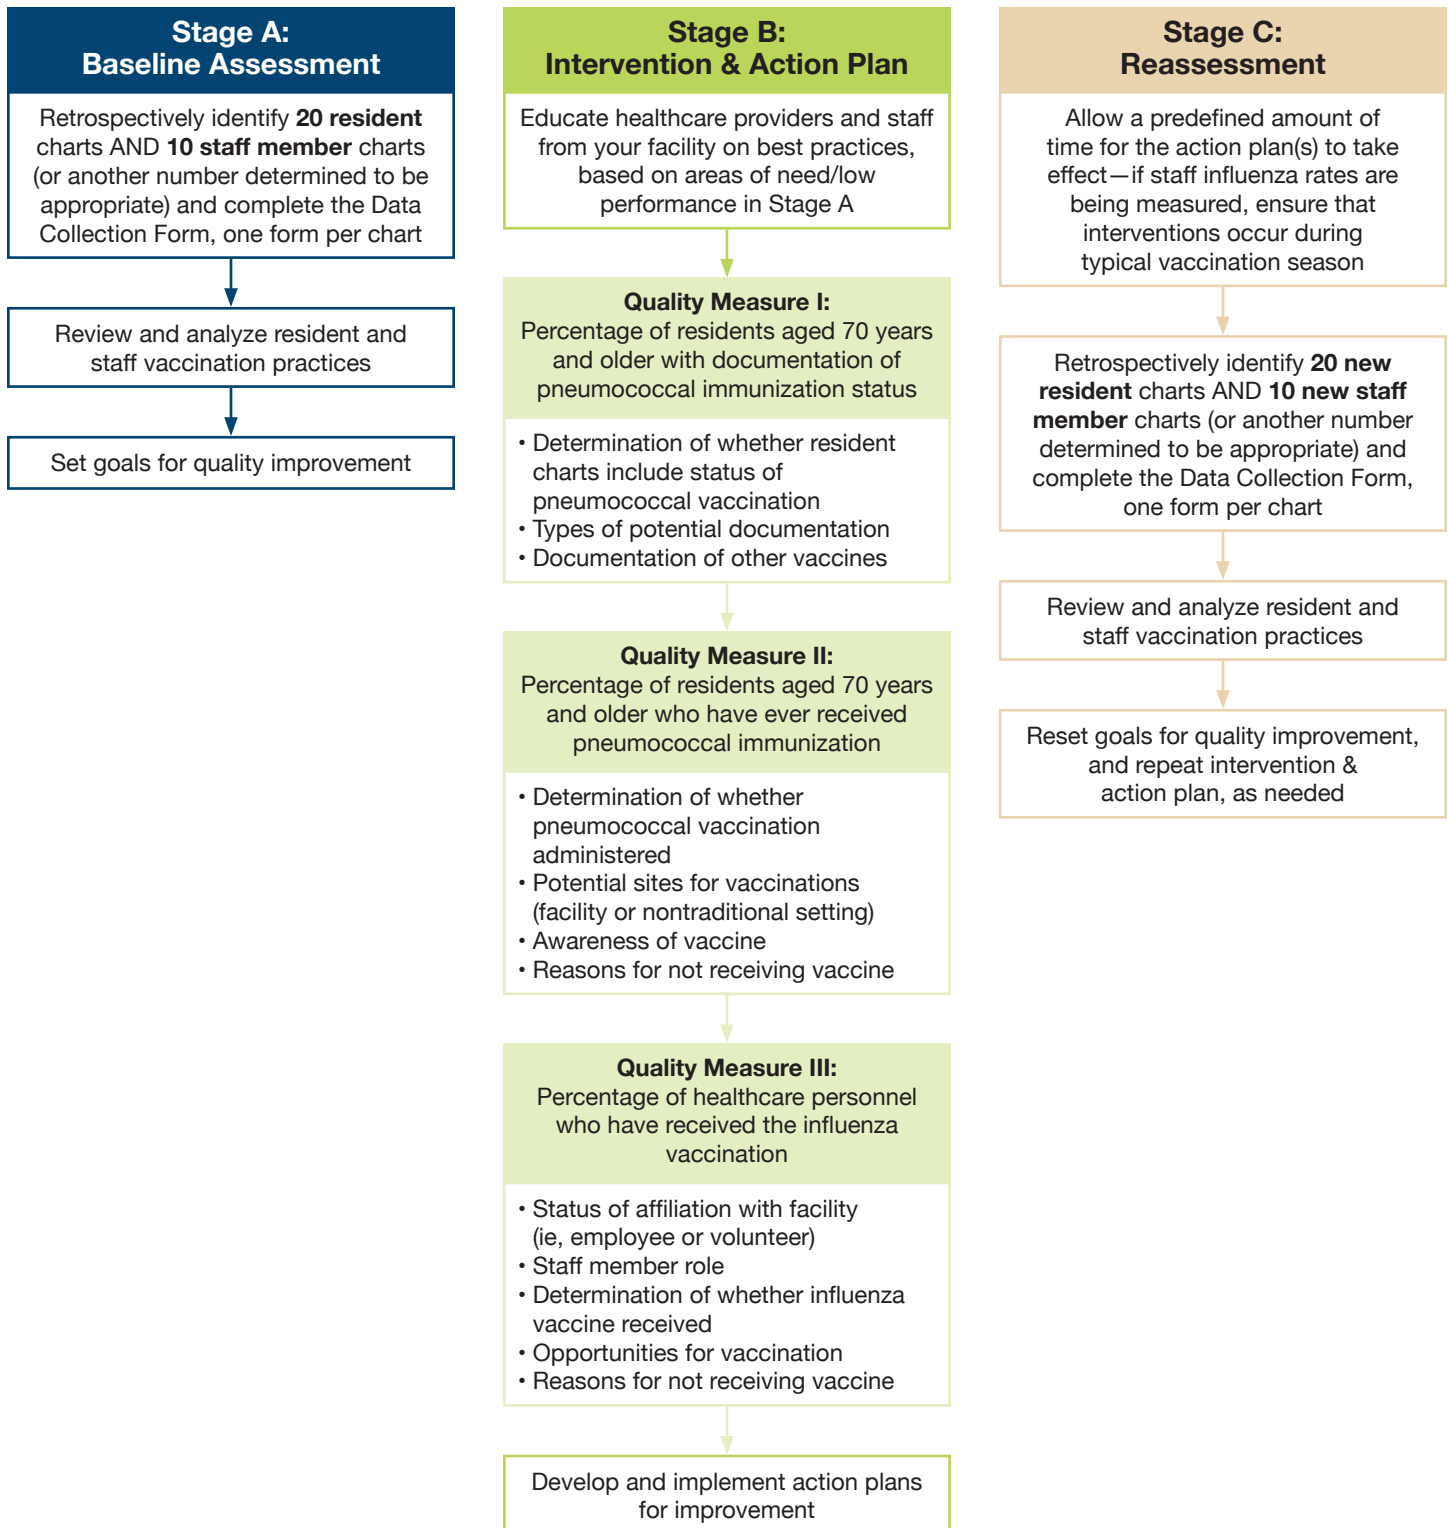 Stage A:
Baseline Assessment
Retrospectively identify 20 resident
charts AND 10 staff member charts
(or another number determined to be
appropriate) and complete the Data
Collection Form, one form per chart
Review and analyze resident and
staff vaccination practices
Set goals for quality improvement
Stage B:
Intervention & Action Plan
Educate healthcare providers and staff
from your facility on best practices,
based on areas of need/low
performance in Stage A
Quality Measure I:
Percentage of residents aged 70 years
and older with documentation of
pneumococcal immunization status
• Determination of whether resident
charts include status of
pneumococcal vaccination
• Types of potential documentation
• Documentation of other vaccines
Quality Measure II:
Percentage of residents aged 70 years
and older who have ever received
pneumococcal immunization
• Determination of whether
pneumococcal vaccination
administered
• Potential sites for vaccinations
(facility or nontraditional setting)
• Awareness of vaccine
• Reasons for not receiving vaccine
Quality Measure III:
Percentage of healthcare personnel
who have received the influenza
vaccination
• Status of affiliation with facility
(ie, employee or volunteer)
• Staff member role
• Determination of whether influenza
vaccine received
• Opportunities for vaccination
• Reasons for not receiving vaccine
Develop and implement action plans
for improvement
Stage C:
Reassessment
Allow a predefined amount of
time for the action plan(s) to take
effect—if staff influenza rates are
being measured, ensure that
interventions occur during
typical vaccination season
Retrospectively identify 20 new
resident charts AND 10 new staff
member charts (or another number
determined to be appropriate) and
complete the Data Collection Form,
one form per chart
Review and analyze resident and
staff vaccination practices
Reset goals for quality improvement,
and repeat intervention &
action plan, as needed